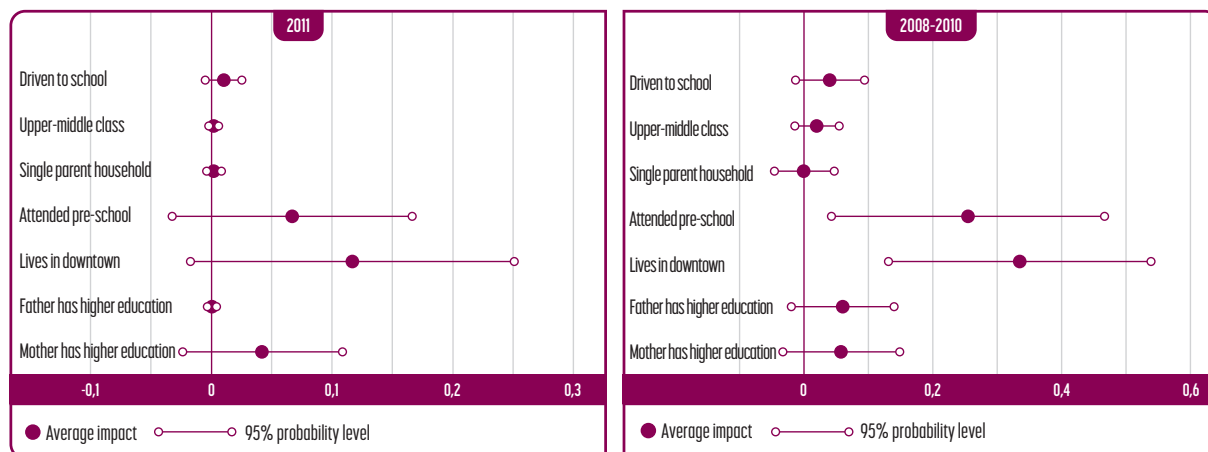 2011
Driven to school
Upper-middle class
Single parent household
Attended pre-school
Lives in downtown
Father has higher education
Mother has higher education
-0,1 0 0,1 0,2 0,3
Average impact 95% probability level
2008-2010
Driven to school
Upper-middle class
Single parent household
Attended pre-school
Lives in downtown
Father has higher education
Mother has higher education
0 0,2 0,4 0,6
Average impact 95% probability level